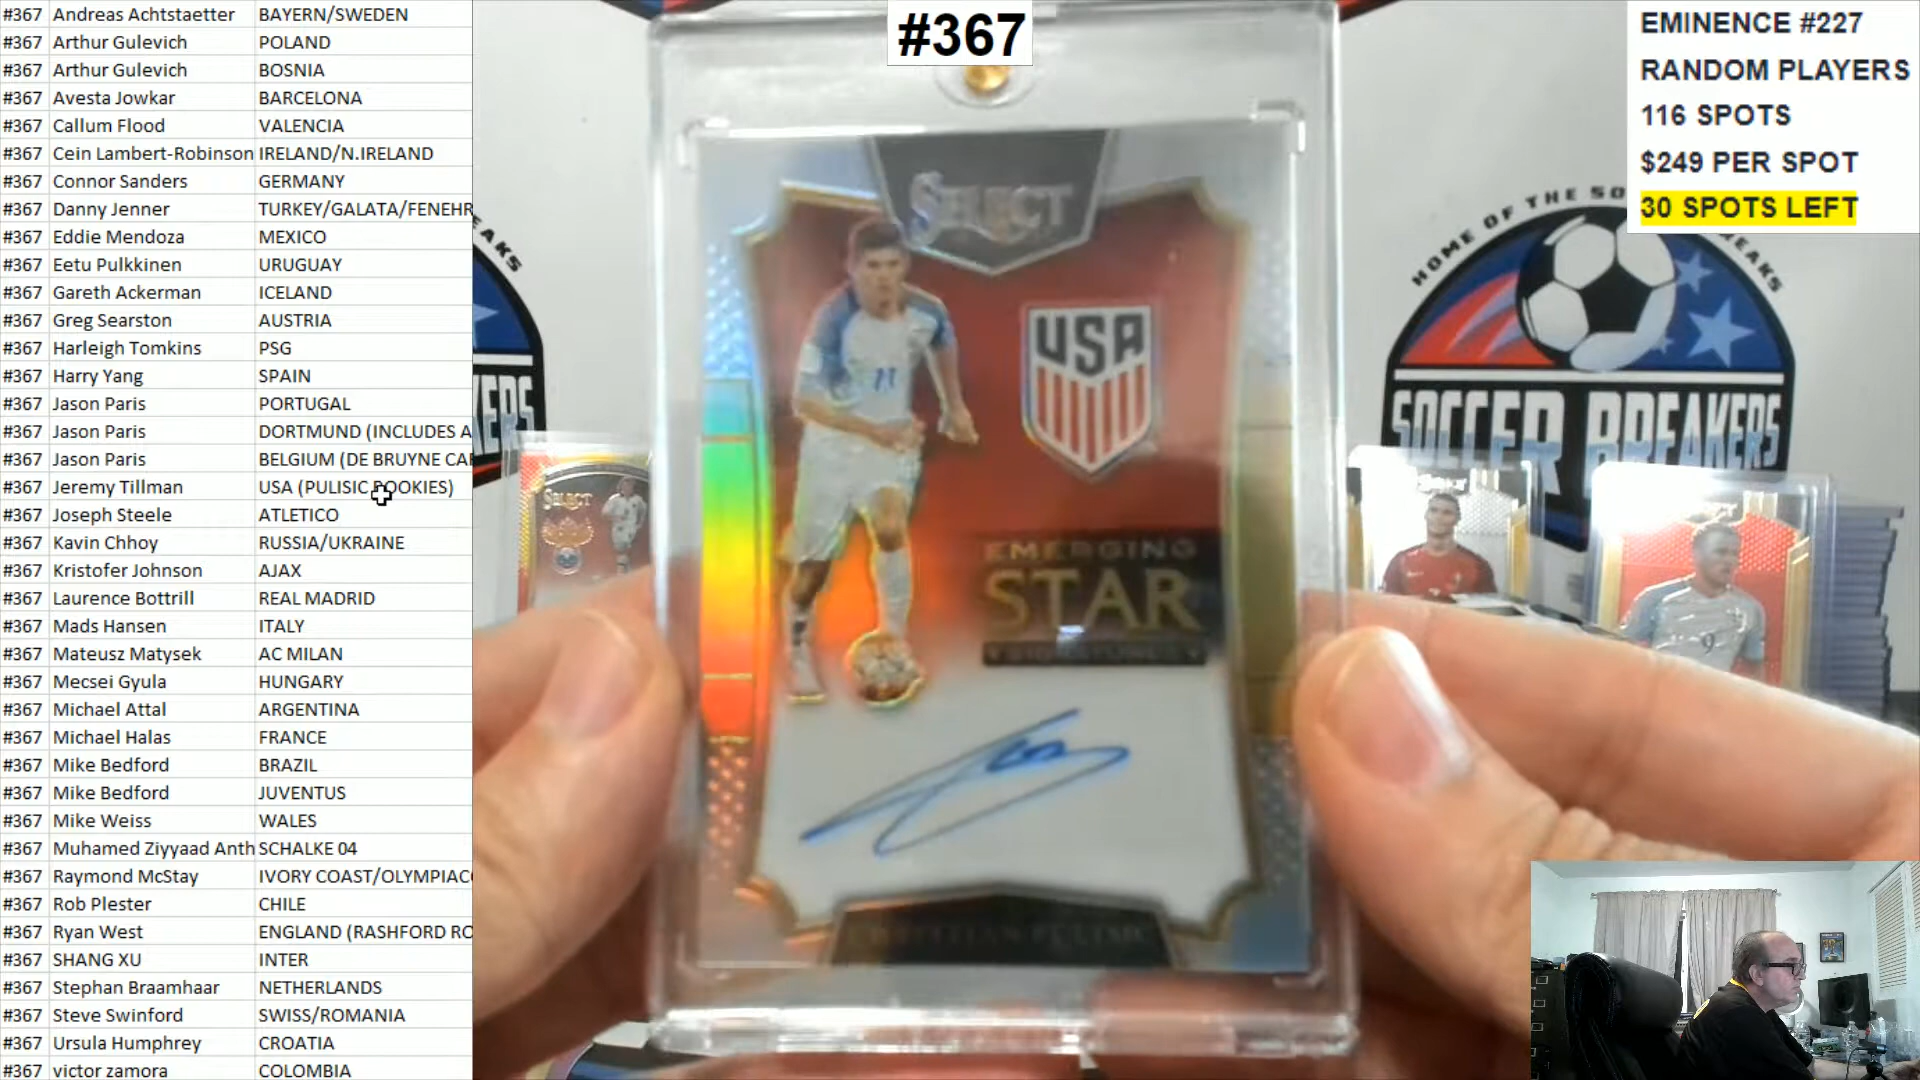 #367 Andreas Achtstaetter BAYERN/SWEDEN
#367 Arthur Gulevich POLAND
#367 Arthur Gulevich BOSNIA
#367 Avesta Jowkar BARCELONA
#367 Callum Flood VALENCIA
#367 Cein Lambert-Robinson IRELAND/N.IRELAND
#367 Connor Sanders GERMANY
#367 Danny Jenner TURKEY/GALATA/FENEHR
#367 Eddie Mendoza MEXICO
#367 Eetu Pulkkinen URUGUAY
#367 Gareth Ackerman ICELAND
#367 Greg Searston AUSTRIA
#367 Harleigh Tomkins PSG
#367 Harry Yang SPAIN
#367 Jason Paris PORTUGAL
#367 Jason Paris DORTMUND (INCLUDES A
#367 Jason Paris BELGIUM (DE BRUYNE CA
#367 Jeremy Tillman USA (PULISIC ROOKIES)
#367 Joseph Steele ATLETICO
#367 Kavin Chhoy RUSSIA/UKRAINE
#367 Kristofer Johnson AJAX
#367 Laurence Bottrill REAL MADRID
#367 Mads Hansen ITALY
#367 Mateusz Matysek AC MILAN
#367 Mecsei Gyula HUNGARY
#367 Michael Attal ARGENTINA
#367 Michael Halas FRANCE
#367 Mike Bedford BRAZIL
#367 Mike Bedford JUVENTUS
#367 Mike Weiss WALES
#367 Muhamed Ziyyaad Anth SCHALKE 04
#367 Raymond McStay IVORY COAST/OLYMPIAC
#367 Rob Plester CHILE
#367 Ryan West ENGLAND (RASHFORD RO
#367 SHANG XU INTER
#367 Stephan Braamhaar NETHERLANDS
#367 Steve Swinford SWISS/ROMANIA
#367 Ursula Humphrey CROATIA
#367 victor zamora COLOMBIA
#367
SELECT
USA
11
EMERGING
STAR
SIGNATURES
CHRISTIAN PULISIC
EMINENCE #227
RANDOM PLAYERS
116 SPOTS
$249 PER SPOT
30 SPOTS LEFT
HOME OF THE SO
EAKS
SOCCER BREAKERS
EAKS
KERS
SELECT
9